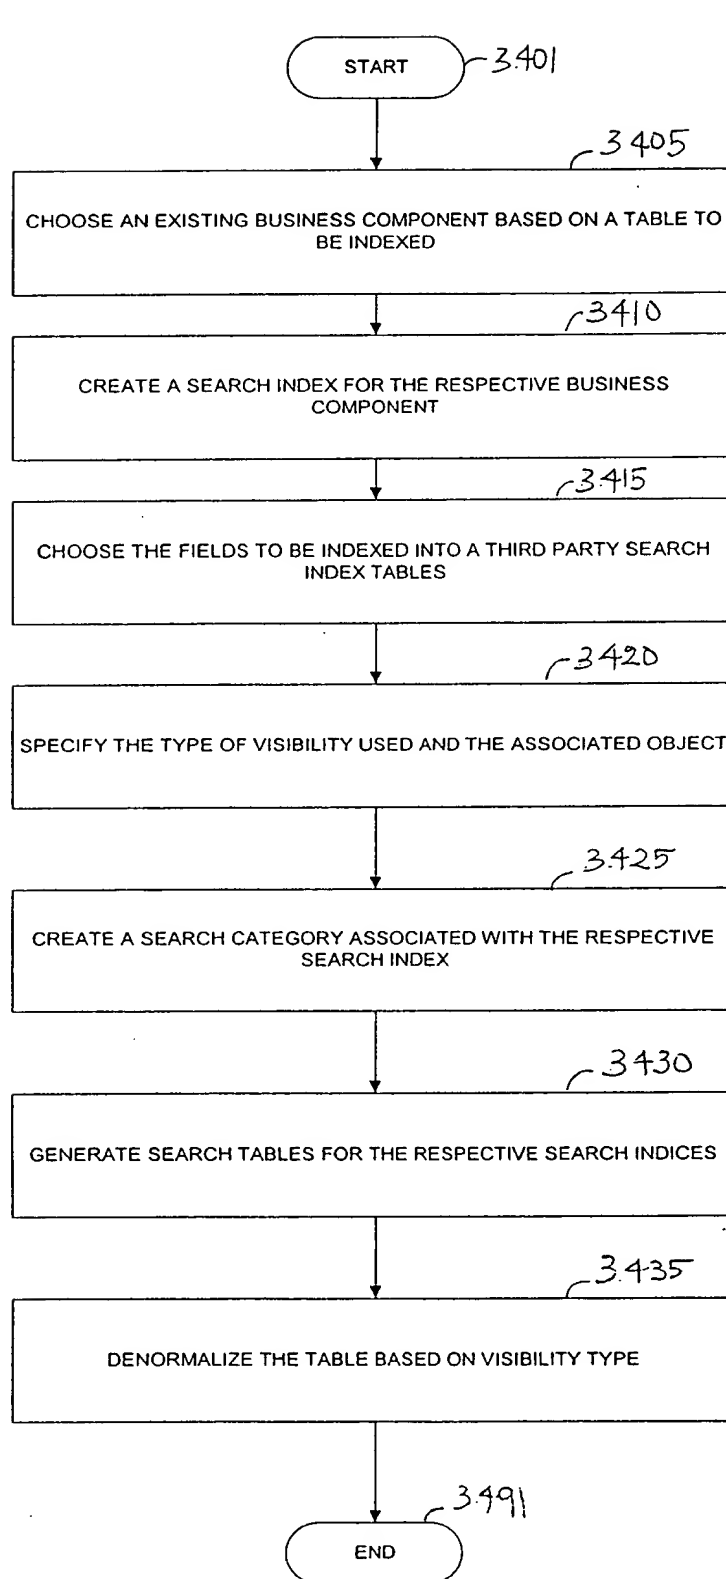 START
3401
3405
CHOOSE AN EXISTING BUSINESS COMPONENT BASED ON A TABLE TO
BE INDEXED
3410
CREATE A SEARCH INDEX FOR THE RESPECTIVE BUSINESS
COMPONENT
3415
CHOOSE THE FIELDS TO BE INDEXED INTO A THIRD PARTY SEARCH
INDEX TABLES
3420
SPECIFY THE TYPE OF VISIBILITY USED AND THE ASSOCIATED OBJECT
3425
CREATE A SEARCH CATEGORY ASSOCIATED WITH THE RESPECTIVE
SEARCH INDEX
3430
GENERATE SEARCH TABLES FOR THE RESPECTIVE SEARCH INDICES
3435
DENORMALIZE THE TABLE BASED ON VISIBILITY TYPE
3491
END